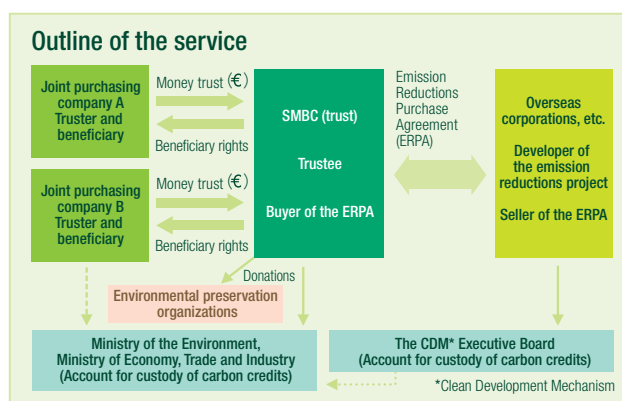 Outline of the service
Joint purchasing
company A
Truster and
beneficiary
Money trust (€)
Beneficiary rights
Joint purchasing
company B
Truster and
beneficiary
Money trust (€)
Beneficiary rights
SMBC (trust)
Trustee
Buyer of the ERPA
Emission
Reductions
Purchase
Agreement
(ERPA)
Overseas
corporations, etc.
Developer of
the emission
reductions project
Seller of the ERPA
Donations
Environmental preservation
organizations
Ministry of the Environment,
Ministry of Economy, Trade and Industry
(Account for custody of carbon credits)
The CDM* Executive Board
(Account for custody of carbon credits)
*Clean Development Mechanism